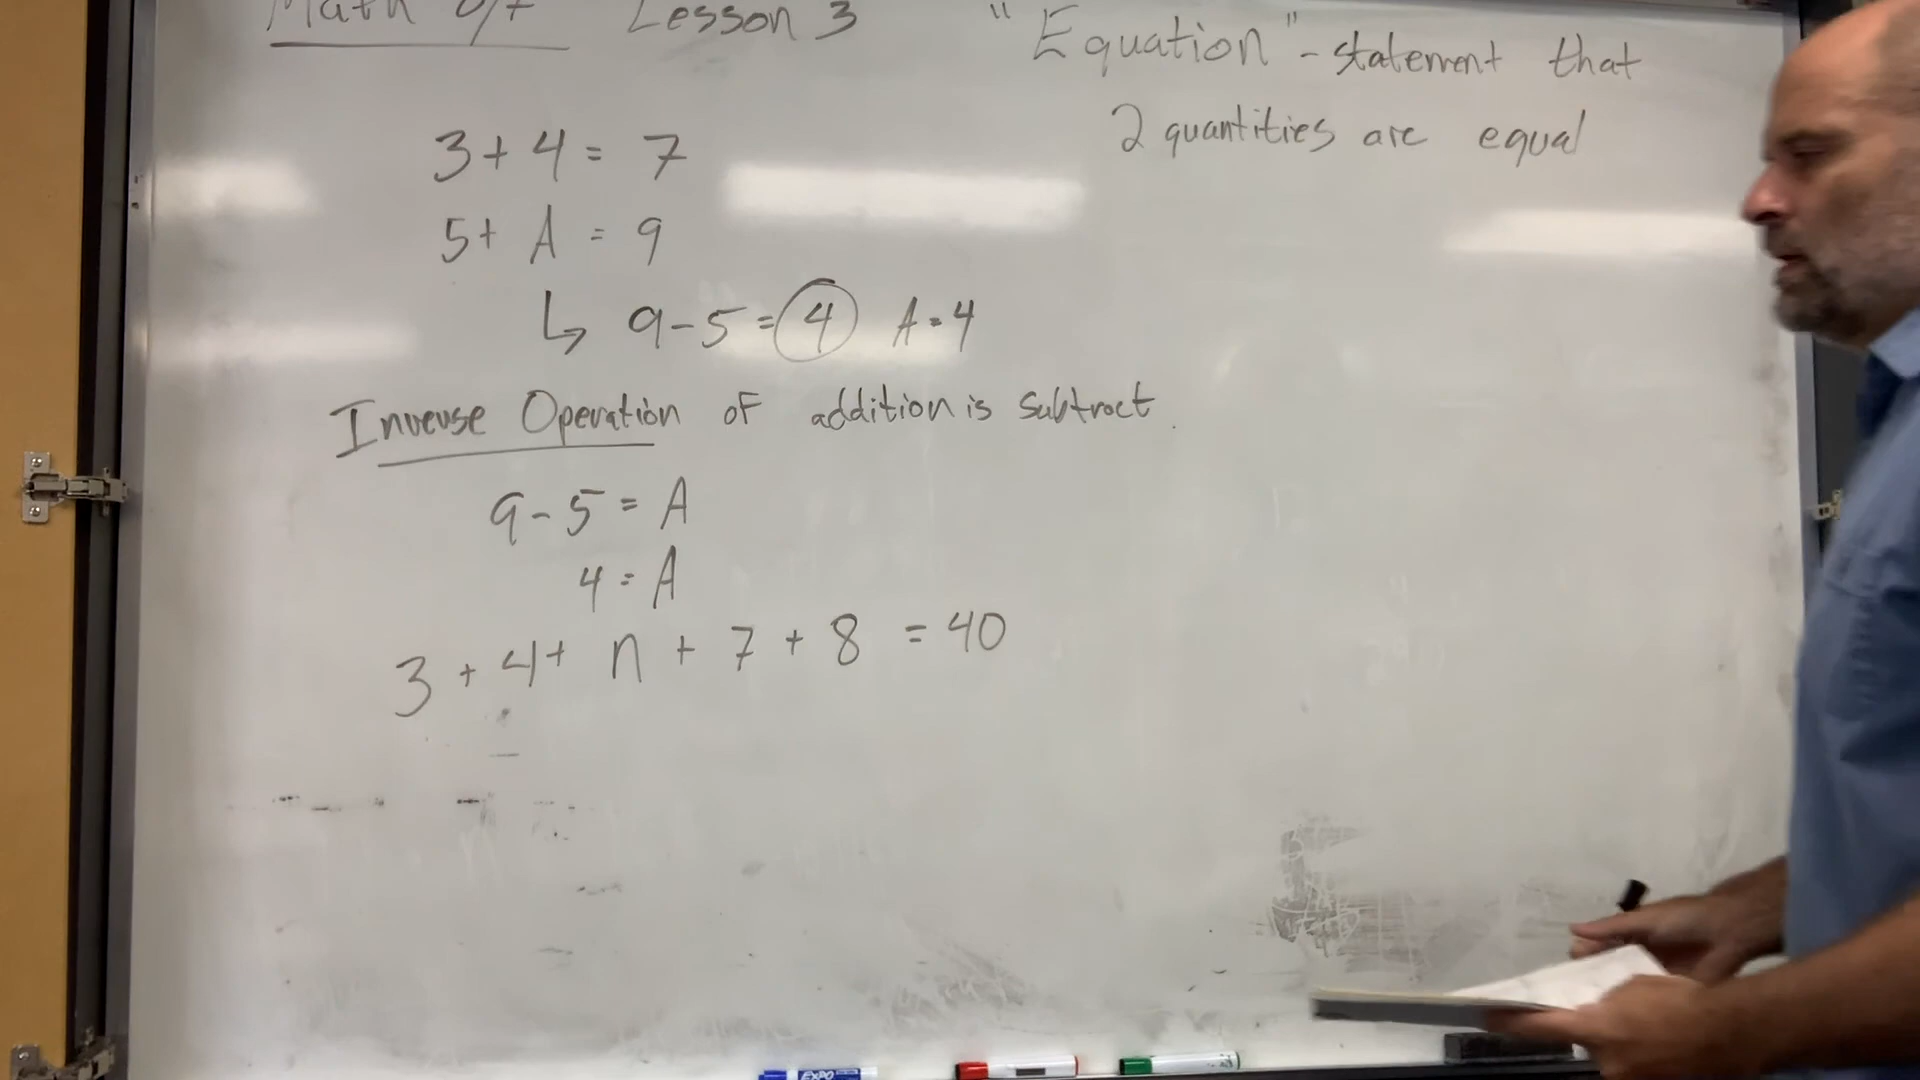 Math 8/7 Lesson 3
"Equation" - statement that
2 quantities are equal
3 + 4 = 7
5 + A = 9
↳ 9 - 5 = 4 A = 4
Inverse Operation of addition is subtract.
9 - 5 = A
4 = A
3 + 4 + n + 7 + 8 = 40
EXPO